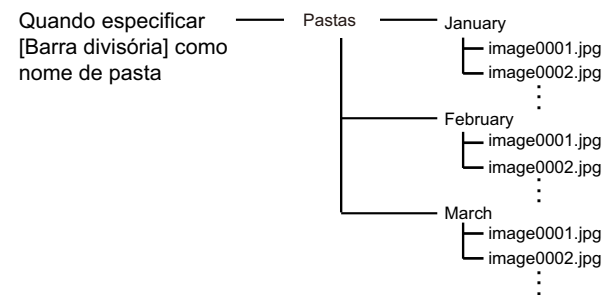 Quando especificar
[Barra divisória] como
nome de pasta
Pastas
January
image0001.jpg
image0002.jpg
February
image0001.jpg
image0002.jpg
March
image0001.jpg
image0002.jpg